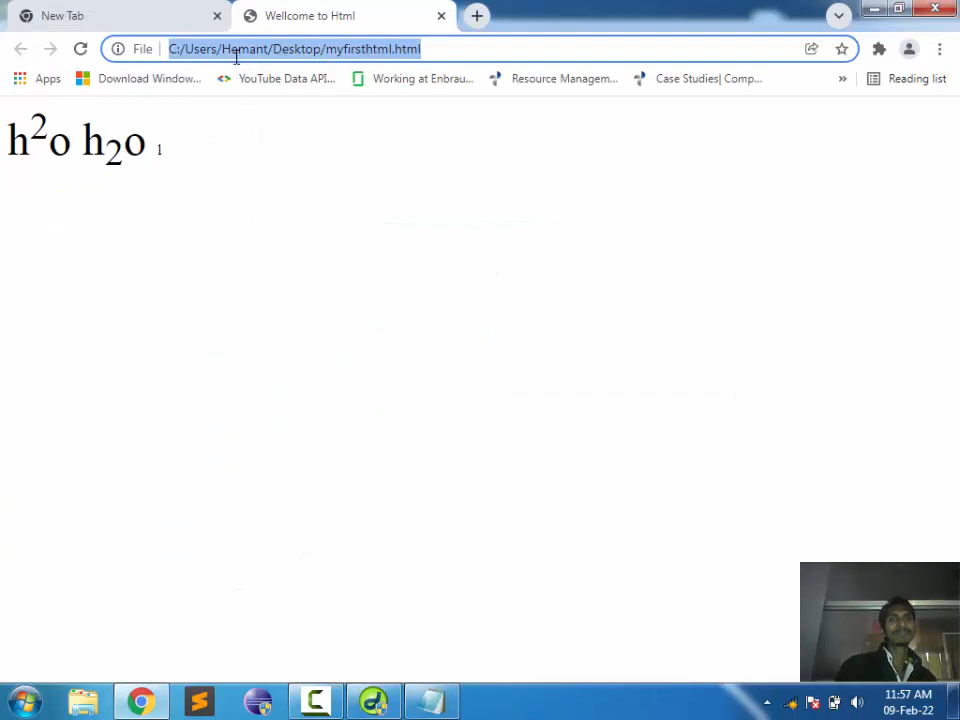 New Tab
Wellcome to Html
File
C:/Users/Hemant/Desktop/myfirsthtml.html
Apps
Download Window...
YouTube Data API...
Working at Enbrau...
Resource Managem...
Case Studies| Comp...
»
Reading list
h²o h₂o ı
11:57 AM
09-Feb-22